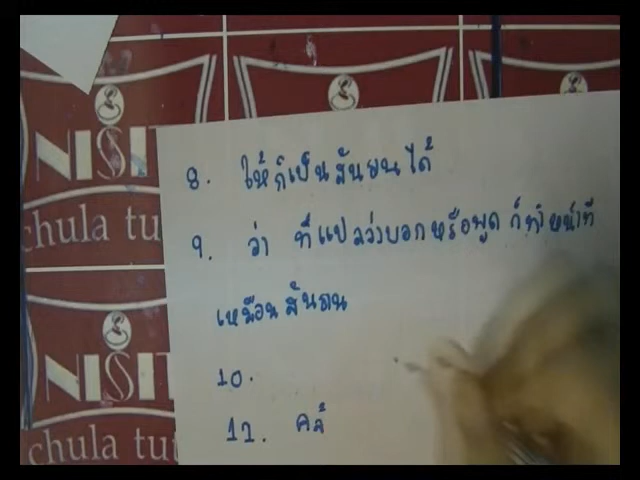 NISIT
chula tu
NISIT
chula tut
8. ให้ก็เป็นสันธนได้
9. ว่า ที่แปลว่าบอกหรือพูด ก็ทำหน้าที่
เหมือนสันธน
10.
11. คล้